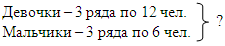 Девочки – 3 ряда по 12 чел.
Мальчики – 3 ряда по 6 чел.
?